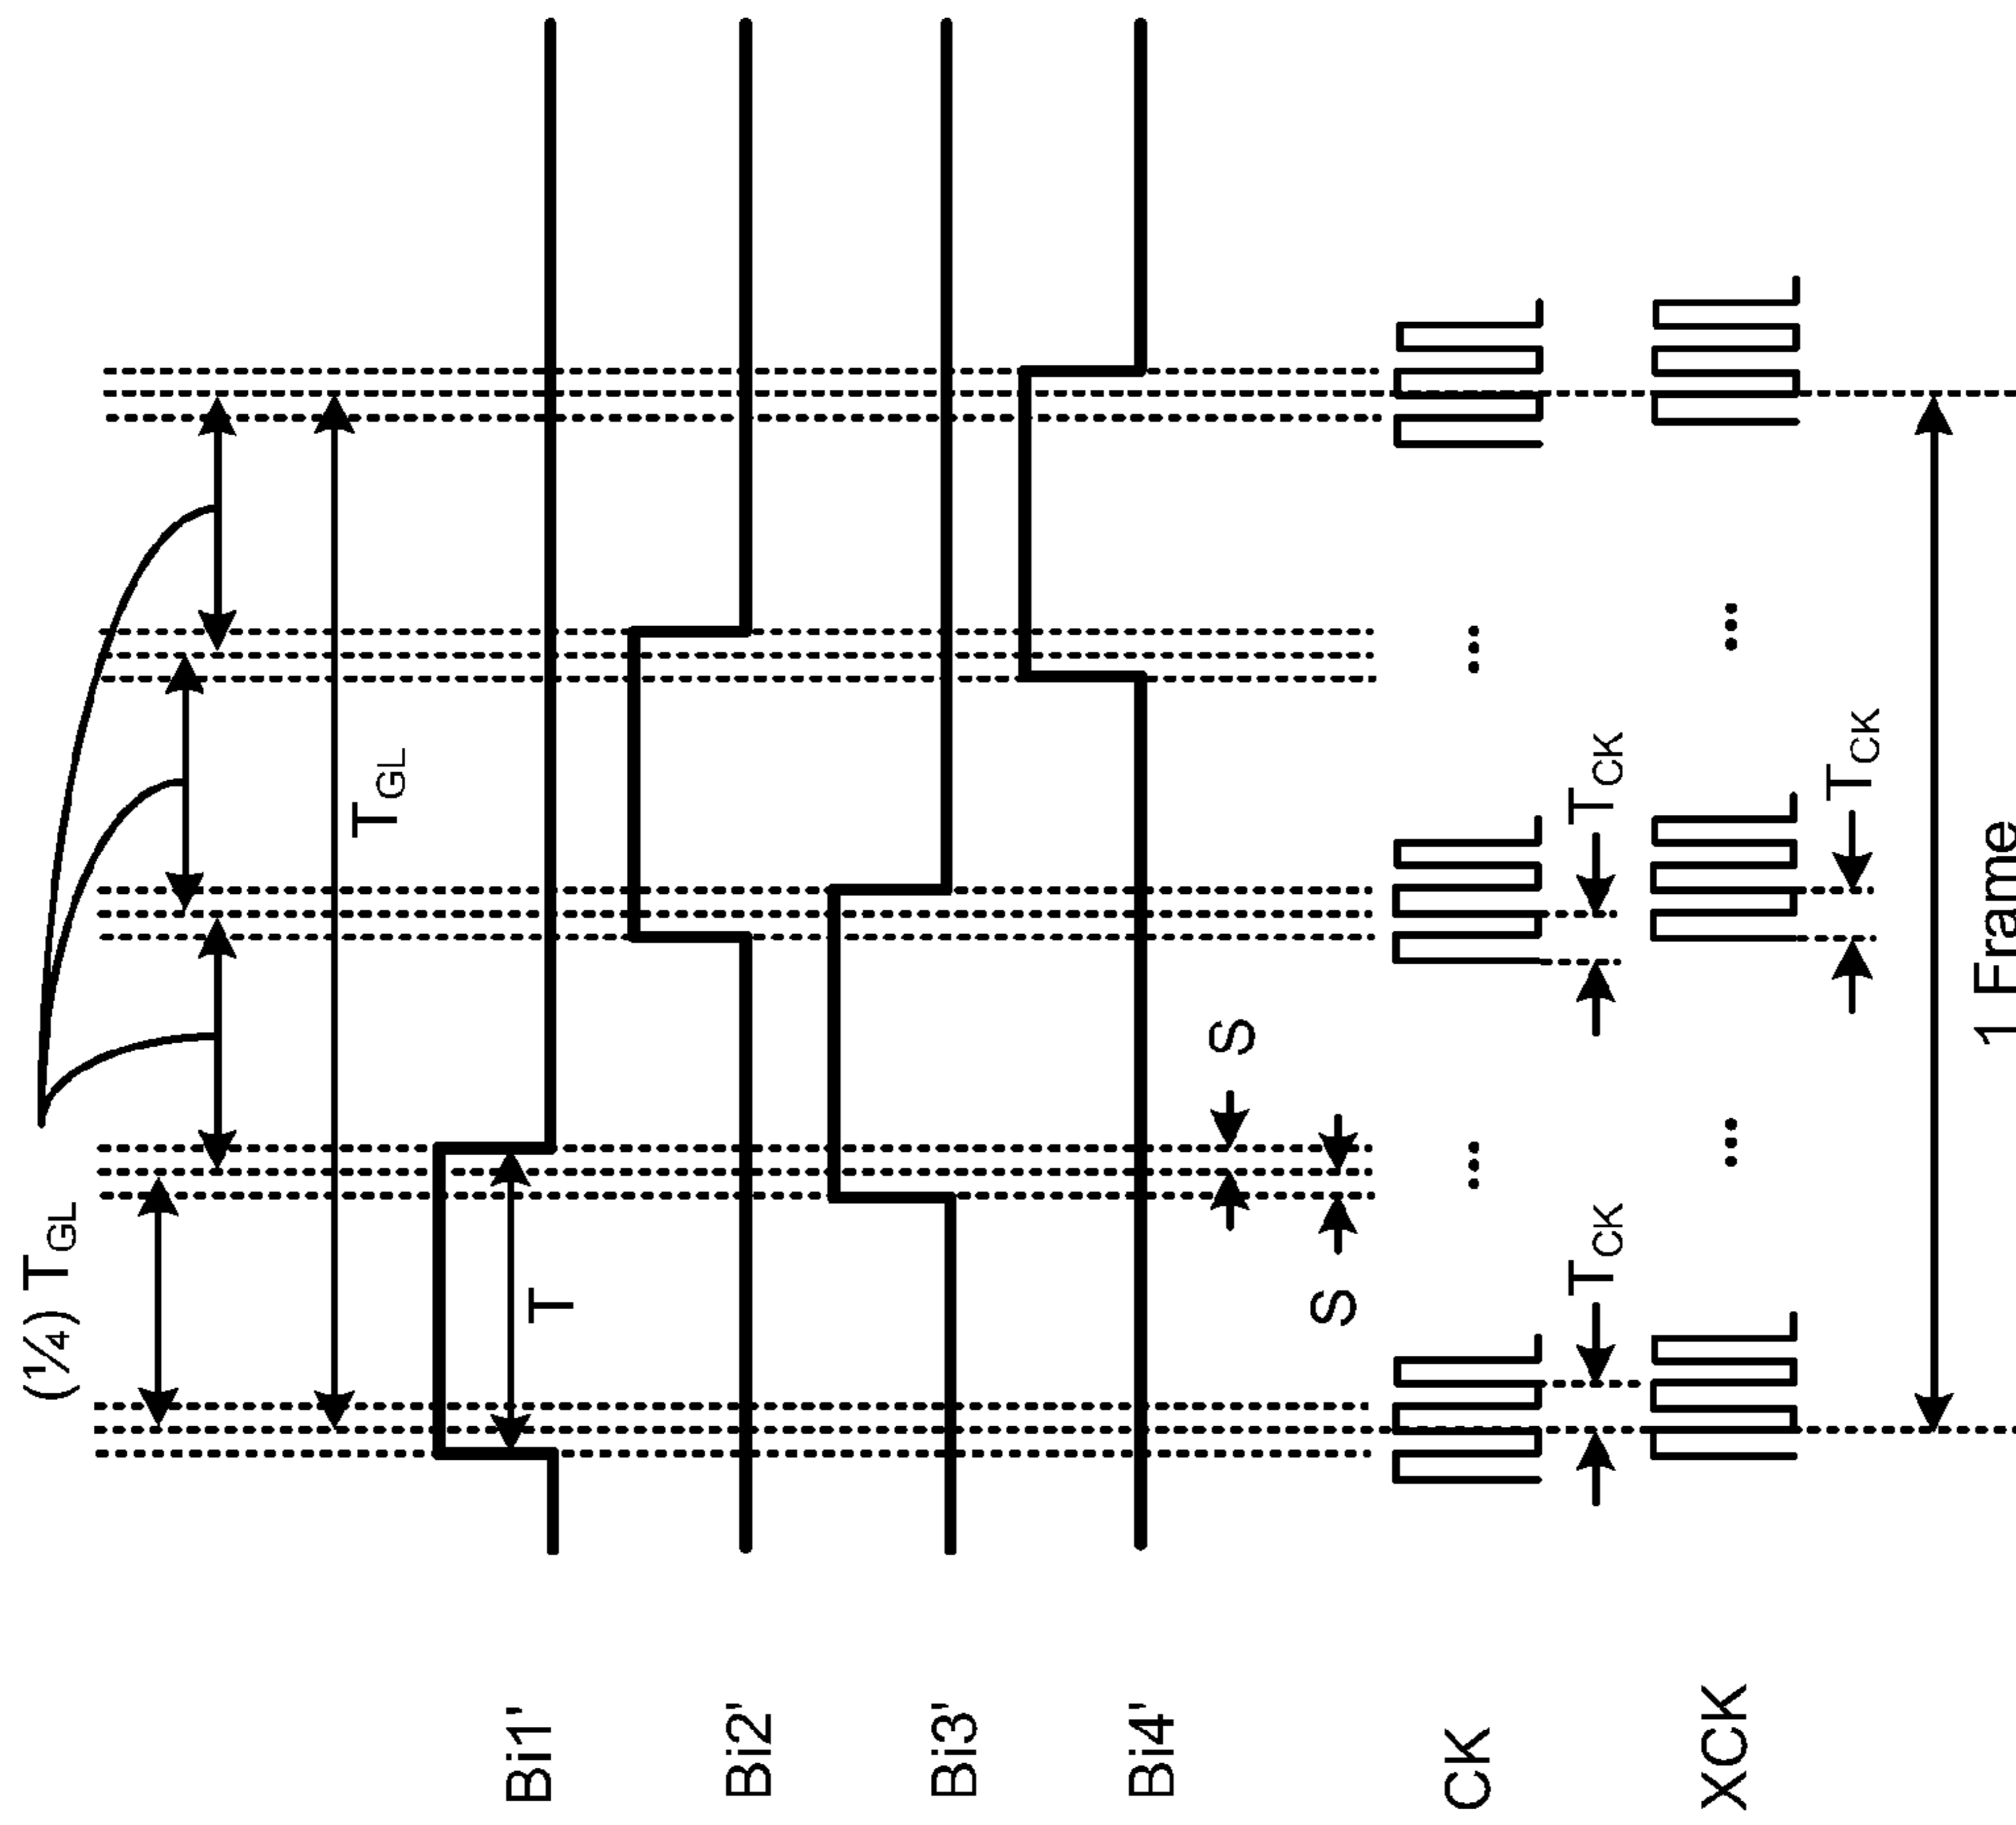 (¼) TGL
TGL
Bi1'
T
Bi2'
Bi3'
S
S
Bi4'
CK
TCK
TCK
XCK
TCK
1 Frame